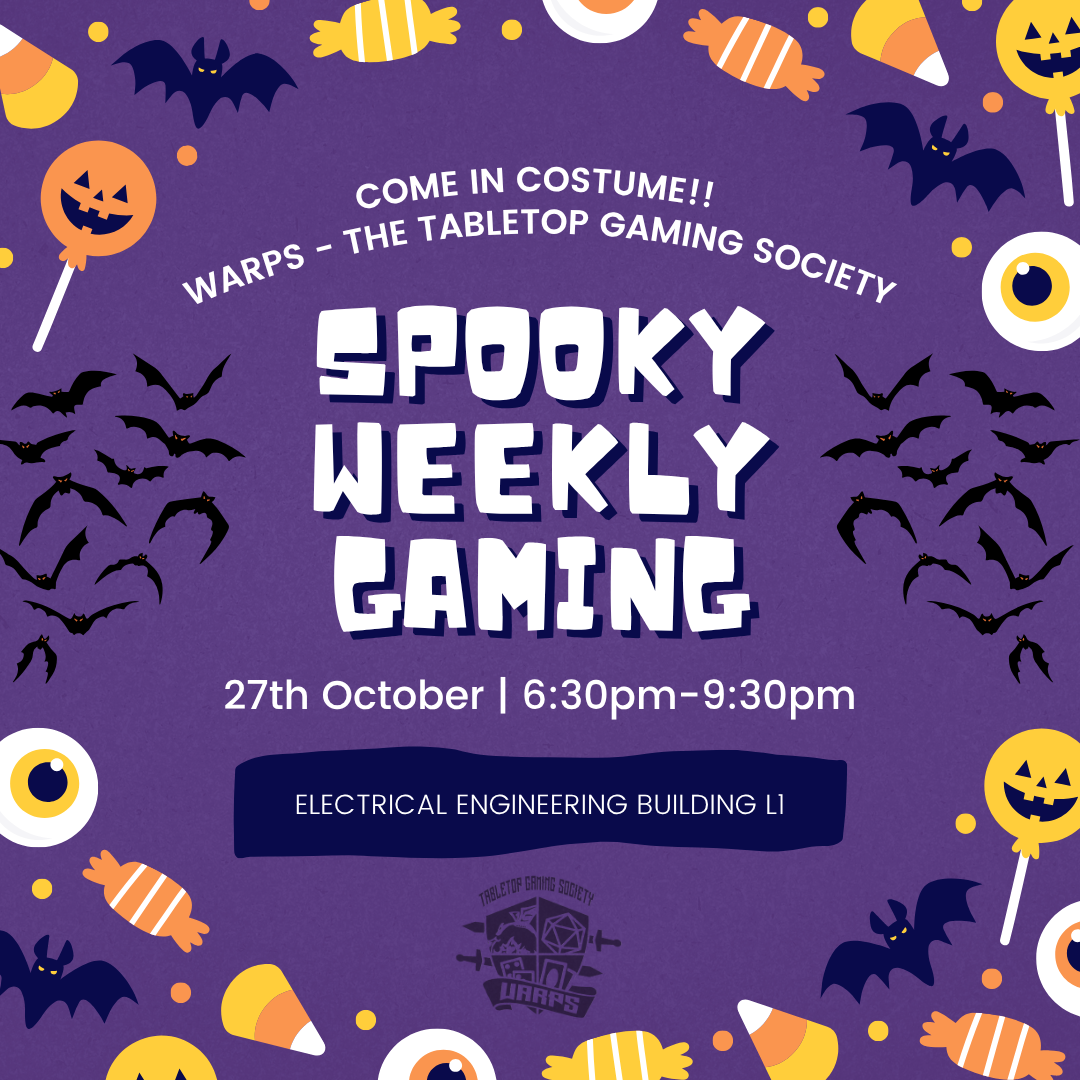 COME IN COSTUME!!
WARPS - THE TABLETOP GAMING SOCIETY
SPOOKY
WEEKLY
GAMING
27th October | 6:30pm-9:30pm
ELECTRICAL ENGINEERING BUILDING L1
TABLETOP GAMING SOCIETY
WARPS